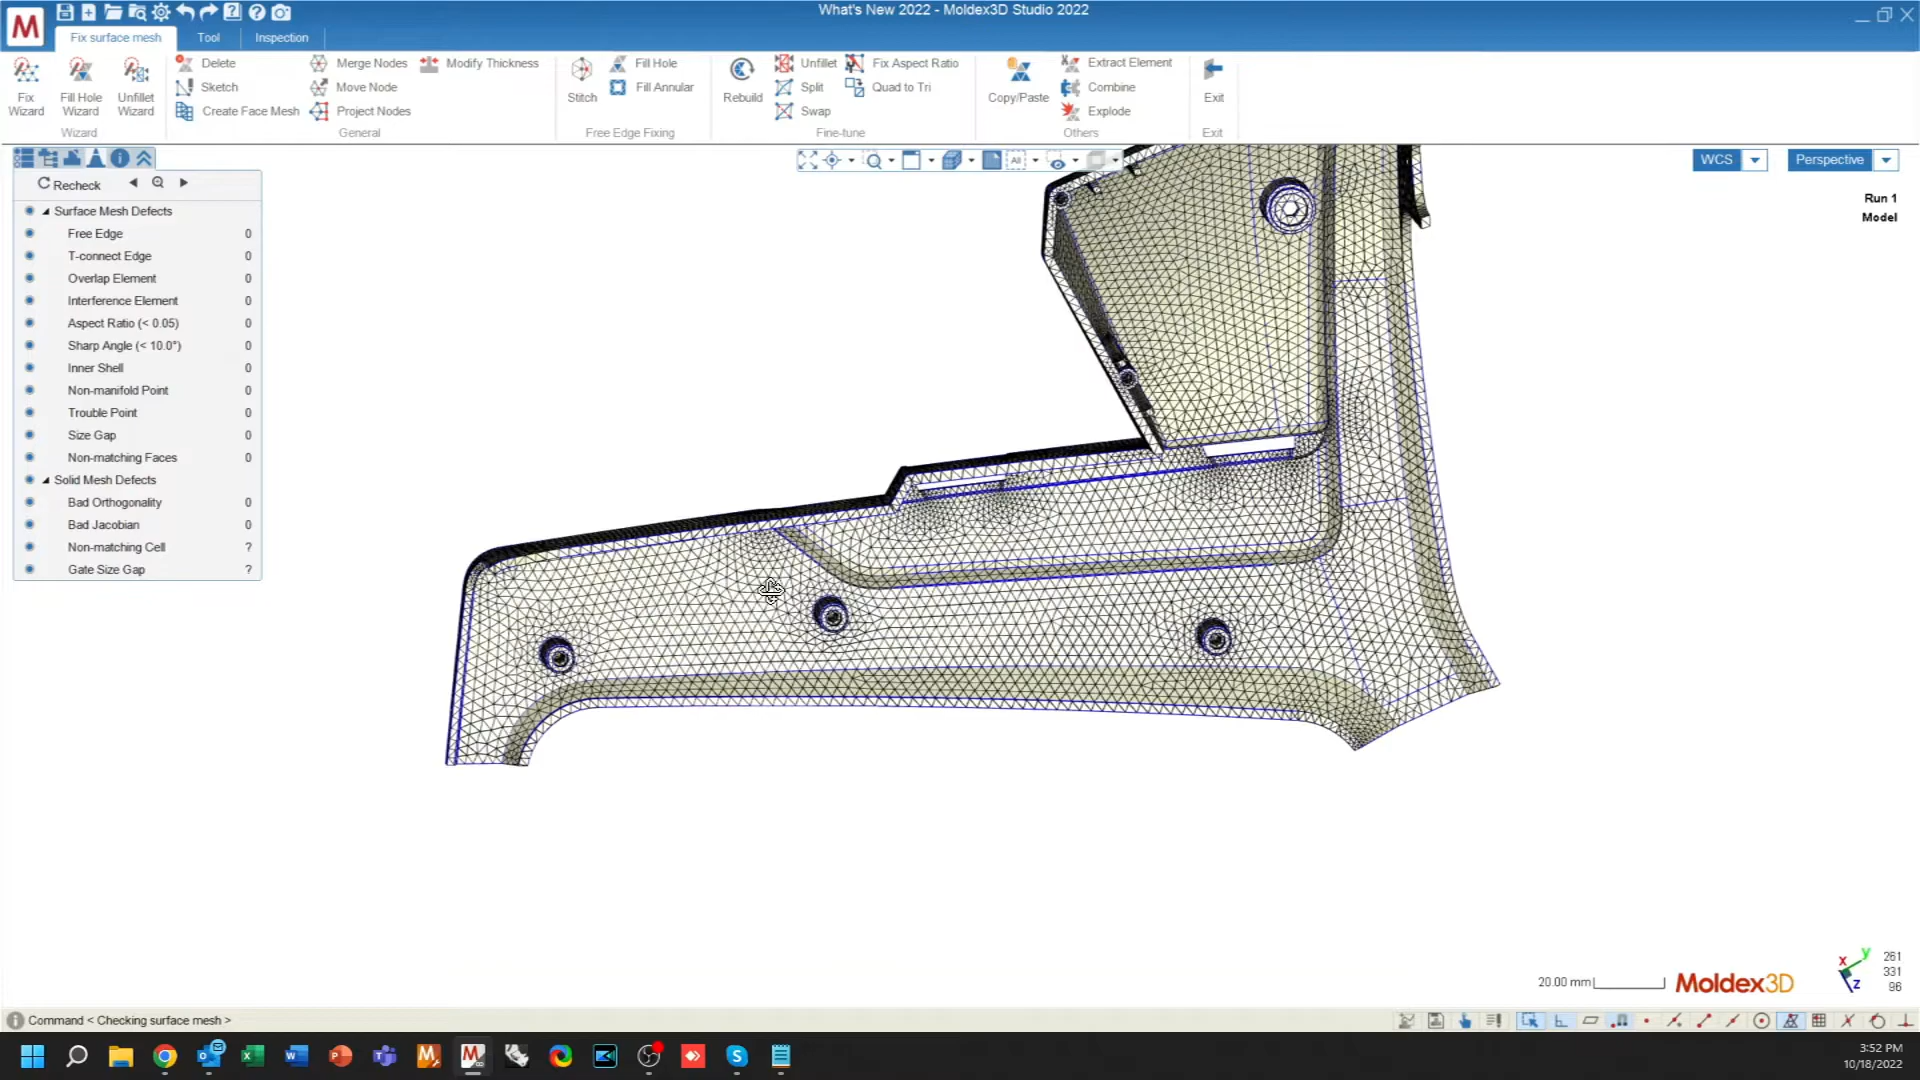 What's New 2022 - Moldex3D Studio 2022
M
Fix surface mesh Tool Inspection
Fix Wizard
Fill Hole Wizard
Unfillet Wizard
Wizard
Delete
Sketch
Create Face Mesh
Merge Nodes
Move Node
Project Nodes
Modify Thickness
General
Stitch
Fill Hole
Fill Annular
Free Edge Fixing
Rebuild
Unfillet
Split
Swap
Fix Aspect Ratio
Quad to Tri
Fine-tune
Copy/Paste
Extract Element
Combine
Explode
Others
Exit
Exit
All
WCS
Perspective
Run 1
Model
Recheck
Surface Mesh Defects
Free Edge 0
T-connect Edge 0
Overlap Element 0
Interference Element 0
Aspect Ratio (< 0.05) 0
Sharp Angle (< 10.0°) 0
Inner Shell 0
Non-manifold Point 0
Trouble Point 0
Size Gap 0
Non-matching Faces 0
Solid Mesh Defects
Bad Orthogonality 0
Bad Jacobian 0
Non-matching Cell ?
Gate Size Gap ?
20.00 mm
Moldex3D
x y z
261
331
96
Command < Checking surface mesh >
3:52 PM
10/18/2022